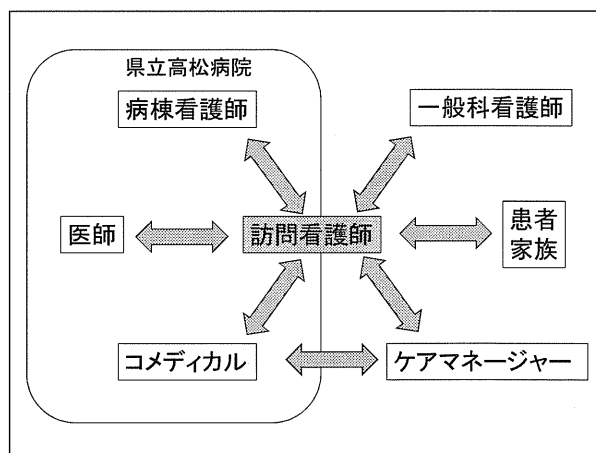 県立高松病院
病棟看護師
一般科看護師
医師
訪問看護師
患者
家族
コメディカル
ケアマネージャー